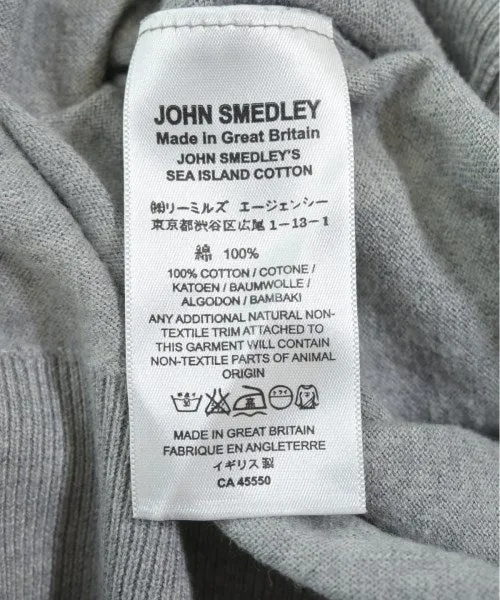 JOHN SMEDLEY
Made in Great Britain
JOHN SMEDLEY'S
SEA ISLAND COTTON
㈱リーミルズ エージェンシー
東京都渋谷区広尾1-13-1
綿 100%
100% COTTON / COTONE /
KATOEN / BAUMWOLLE /
ALGODON / BAMBAKI
ANY ADDITIONAL NATURAL NON-
TEXTILE TRIM ATTACHED TO
THIS GARMENT WILL CONTAIN
NON-TEXTILE PARTS OF ANIMAL
ORIGIN
MADE IN GREAT BRITAIN
FABRIQUE EN ANGLETERRE
イギリス製
CA 45550